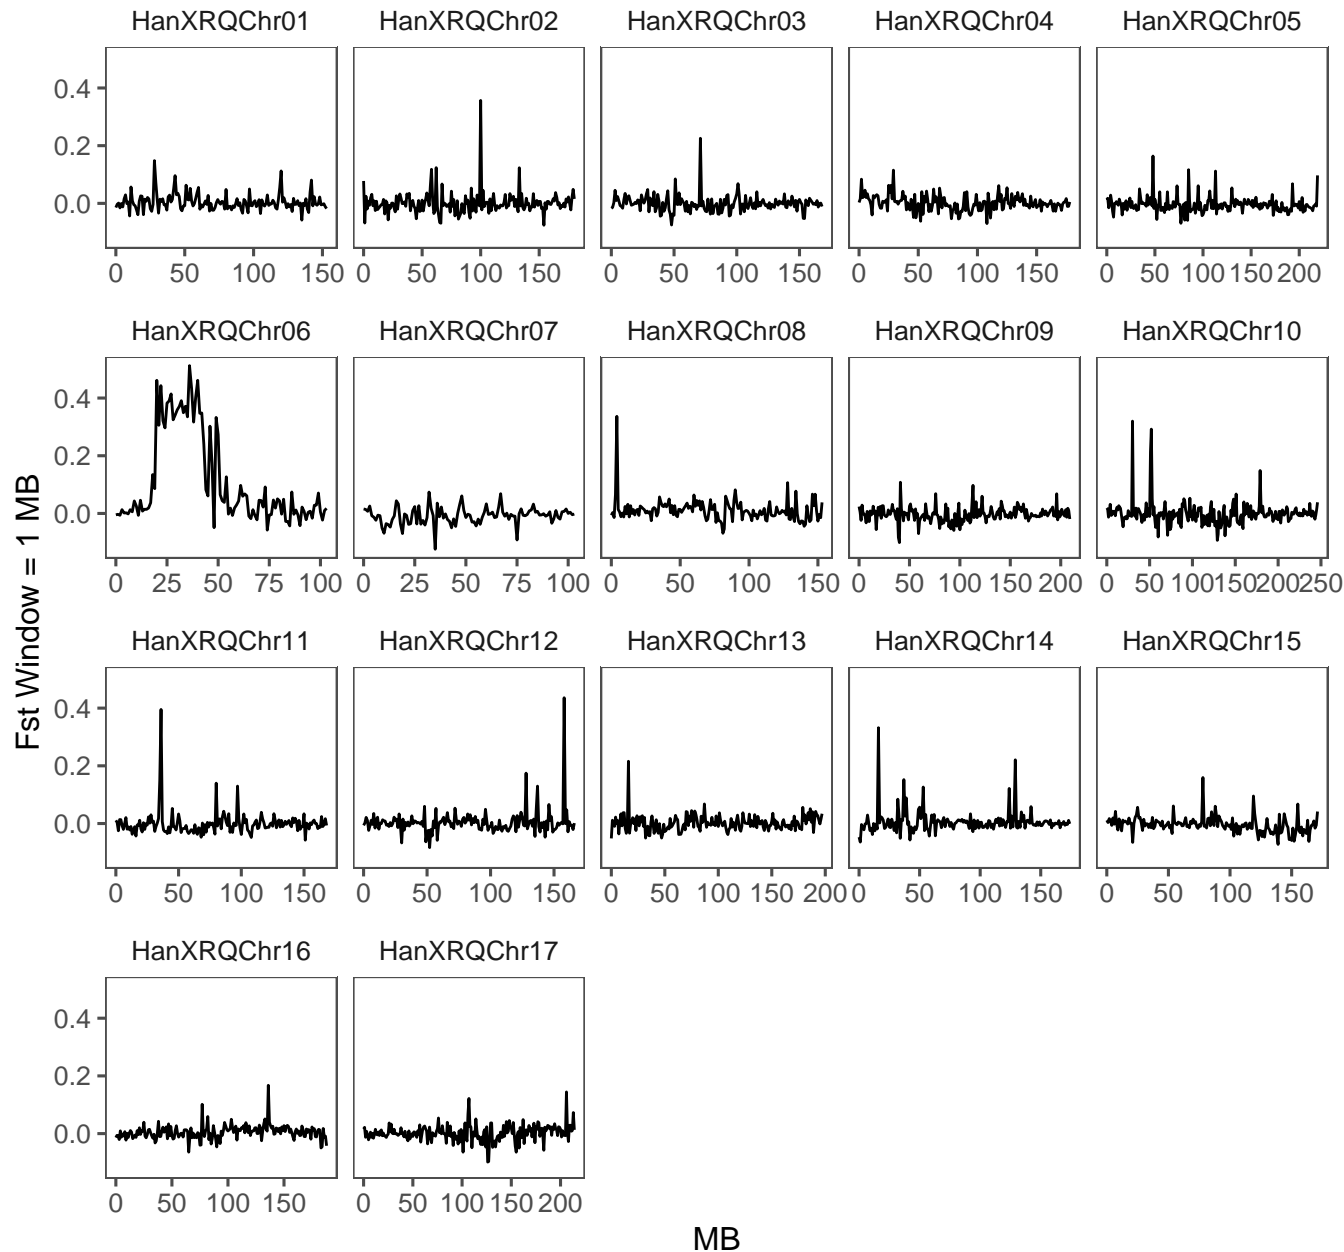 HanXRQChr01 HanXRQChr02 HanXRQChr03 HanXRQChr04 HanXRQChr05
0.4
0.2
0.0
0 50 100 150 0 50 100 150 0 50 100 150 0 50 100 150 0 50 100 150 200
HanXRQChr06 HanXRQChr07 HanXRQChr08 HanXRQChr09 HanXRQChr10
0.4
0.2
0.0
0 25 50 75 100 0 25 50 75 100 0 50 100 150 0 50 100 150 200 0 50 100 150 200 250
Fst Window = 1 MB
HanXRQChr11 HanXRQChr12 HanXRQChr13 HanXRQChr14 HanXRQChr15
0.4
0.2
0.0
0 50 100 150 0 50 100 150 0 50 100 150 200 0 50 100 150 0 50 100 150
HanXRQChr16 HanXRQChr17
0.4
0.2
0.0
0 50 100 150 0 50 100 150 200
MB